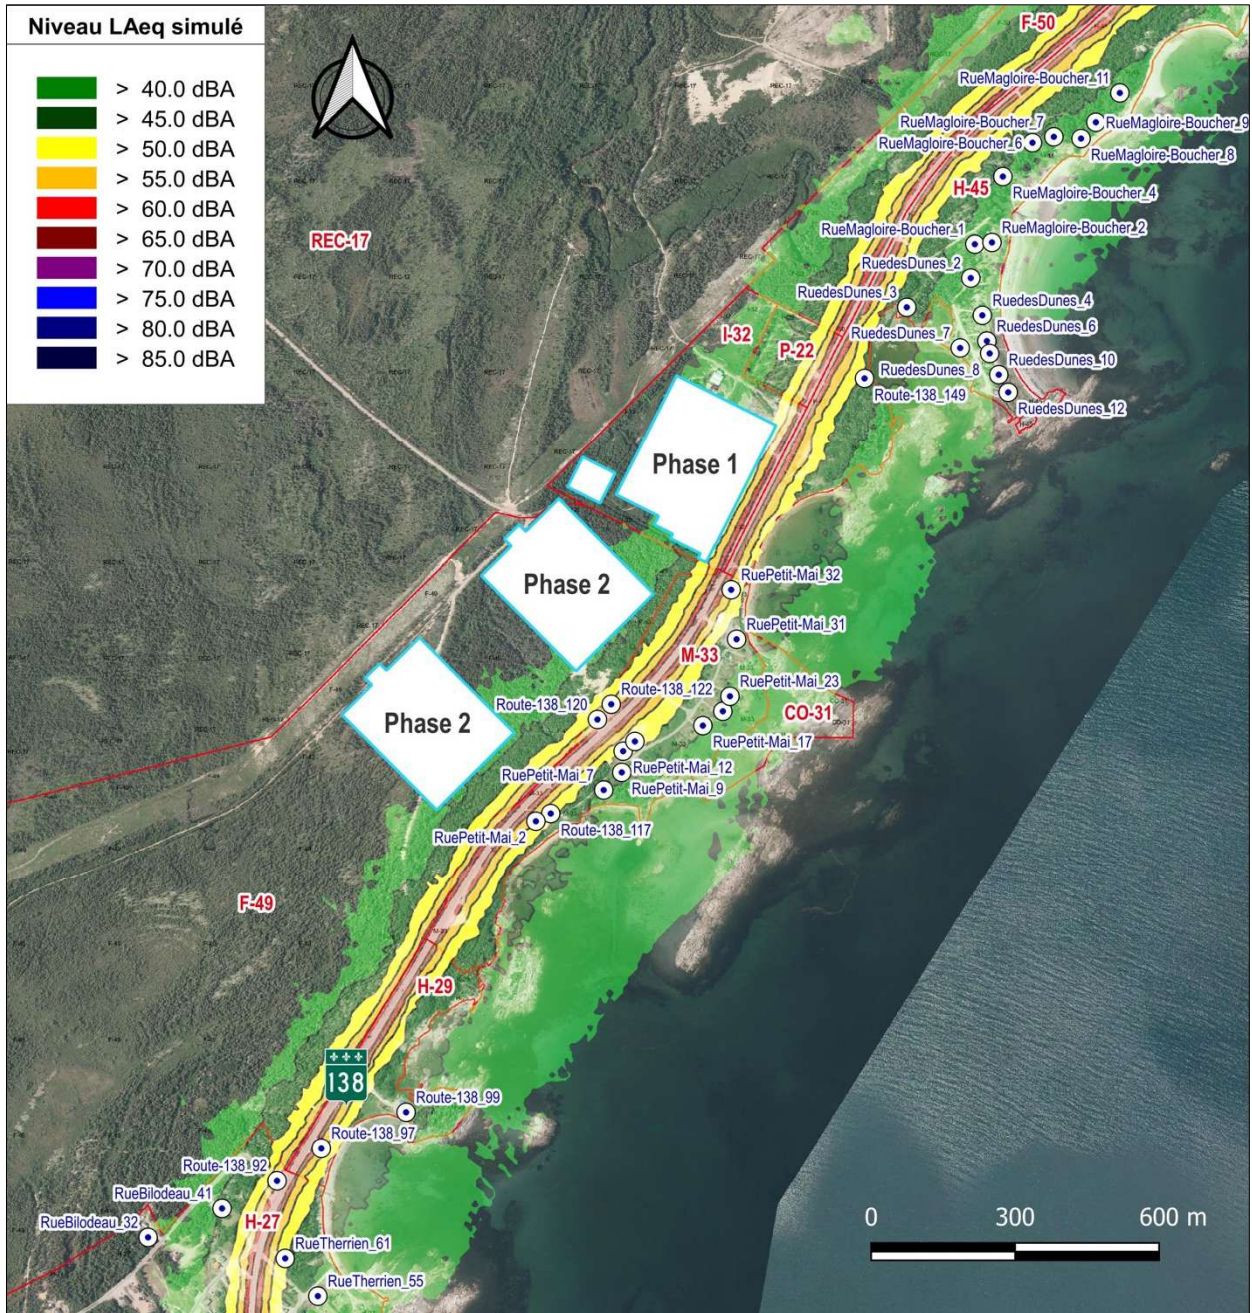 Niveau LAeq simulé
> 40.0 dBA
> 45.0 dBA
> 50.0 dBA
> 55.0 dBA
> 60.0 dBA
> 65.0 dBA
> 70.0 dBA
> 75.0 dBA
> 80.0 dBA
> 85.0 dBA
F-50
RueMagloire-Boucher_11
RueMagloire-Boucher_7
RueMagloire-Boucher_9
RueMagloire-Boucher_6
RueMagloire-Boucher_8
H-45
RueMagloire-Boucher_4
REC-17
RueMagloire-Boucher_1
RueMagloire-Boucher_2
RuedesDunes_2
RuedesDunes_3
RuedesDunes_4
RuedesDunes_7
RuedesDunes_6
I-32
P-22
RuedesDunes_8
RuedesDunes_10
Route-138_149
RuedesDunes_12
Phase 1
Phase 2
RuePetit-Mai_32
RuePetit-Mai_31
M-33
RuePetit-Mai_23
Route-138_122
Route-138_120
CO-31
Phase 2
RuePetit-Mai_17
RuePetit-Mai_7
RuePetit-Mai_12
RuePetit-Mai_9
RuePetit-Mai_2
Route-138_117
F-49
H-29
138
Route-138_99
Route-138_97
Route-138_92
RueBilodeau_41
RueBilodeau_32
H-27
RueTherrien_61
RueTherrien_55
0 300 600 m